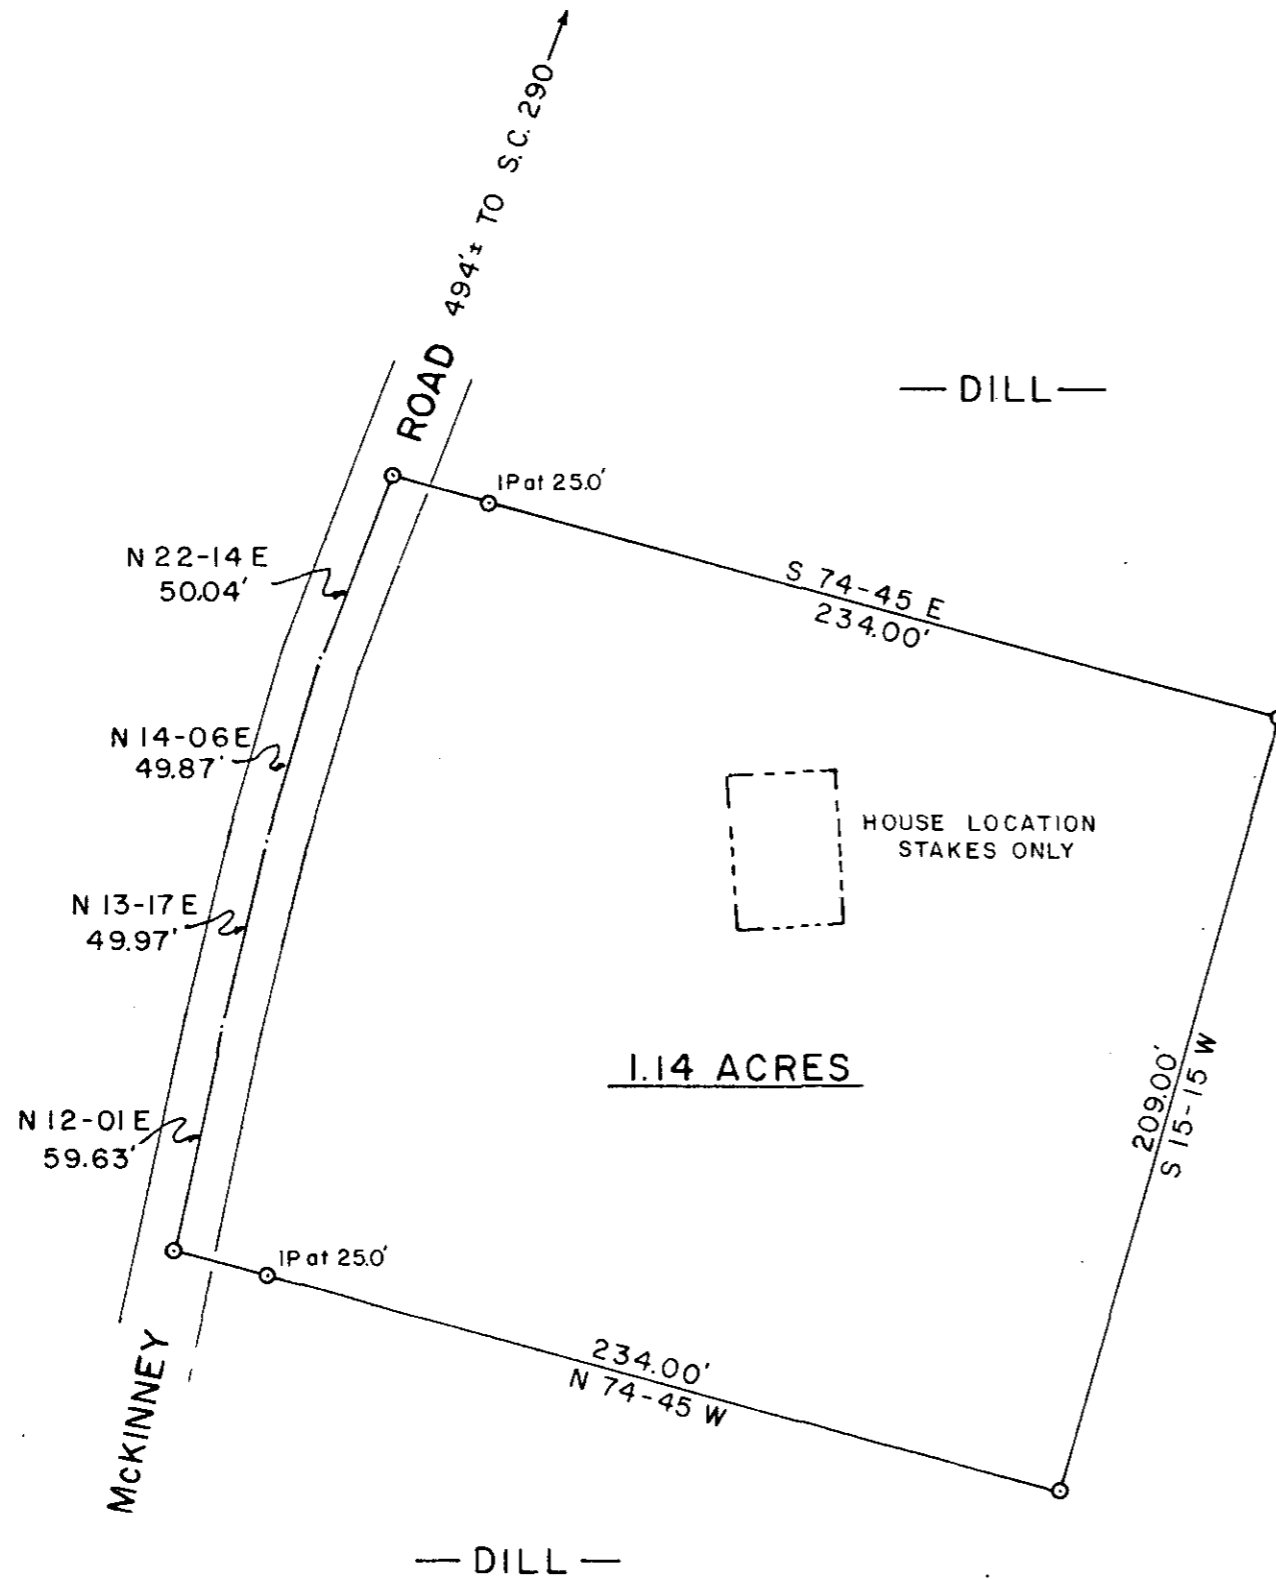 McKINNEY ROAD 494'± TO S.C. 290
— DILL —
IP at 25.0'
N 22-14 E
50.04'
S 74-45 E
234.00'
N 14-06 E
49.87'
HOUSE LOCATION
STAKES ONLY
N 13-17 E
49.97'
1.14 ACRES
209.00'
S 15-15 W
N 12-01 E
59.63'
IP at 25.0'
234.00'
N 74-45 W
— DILL —